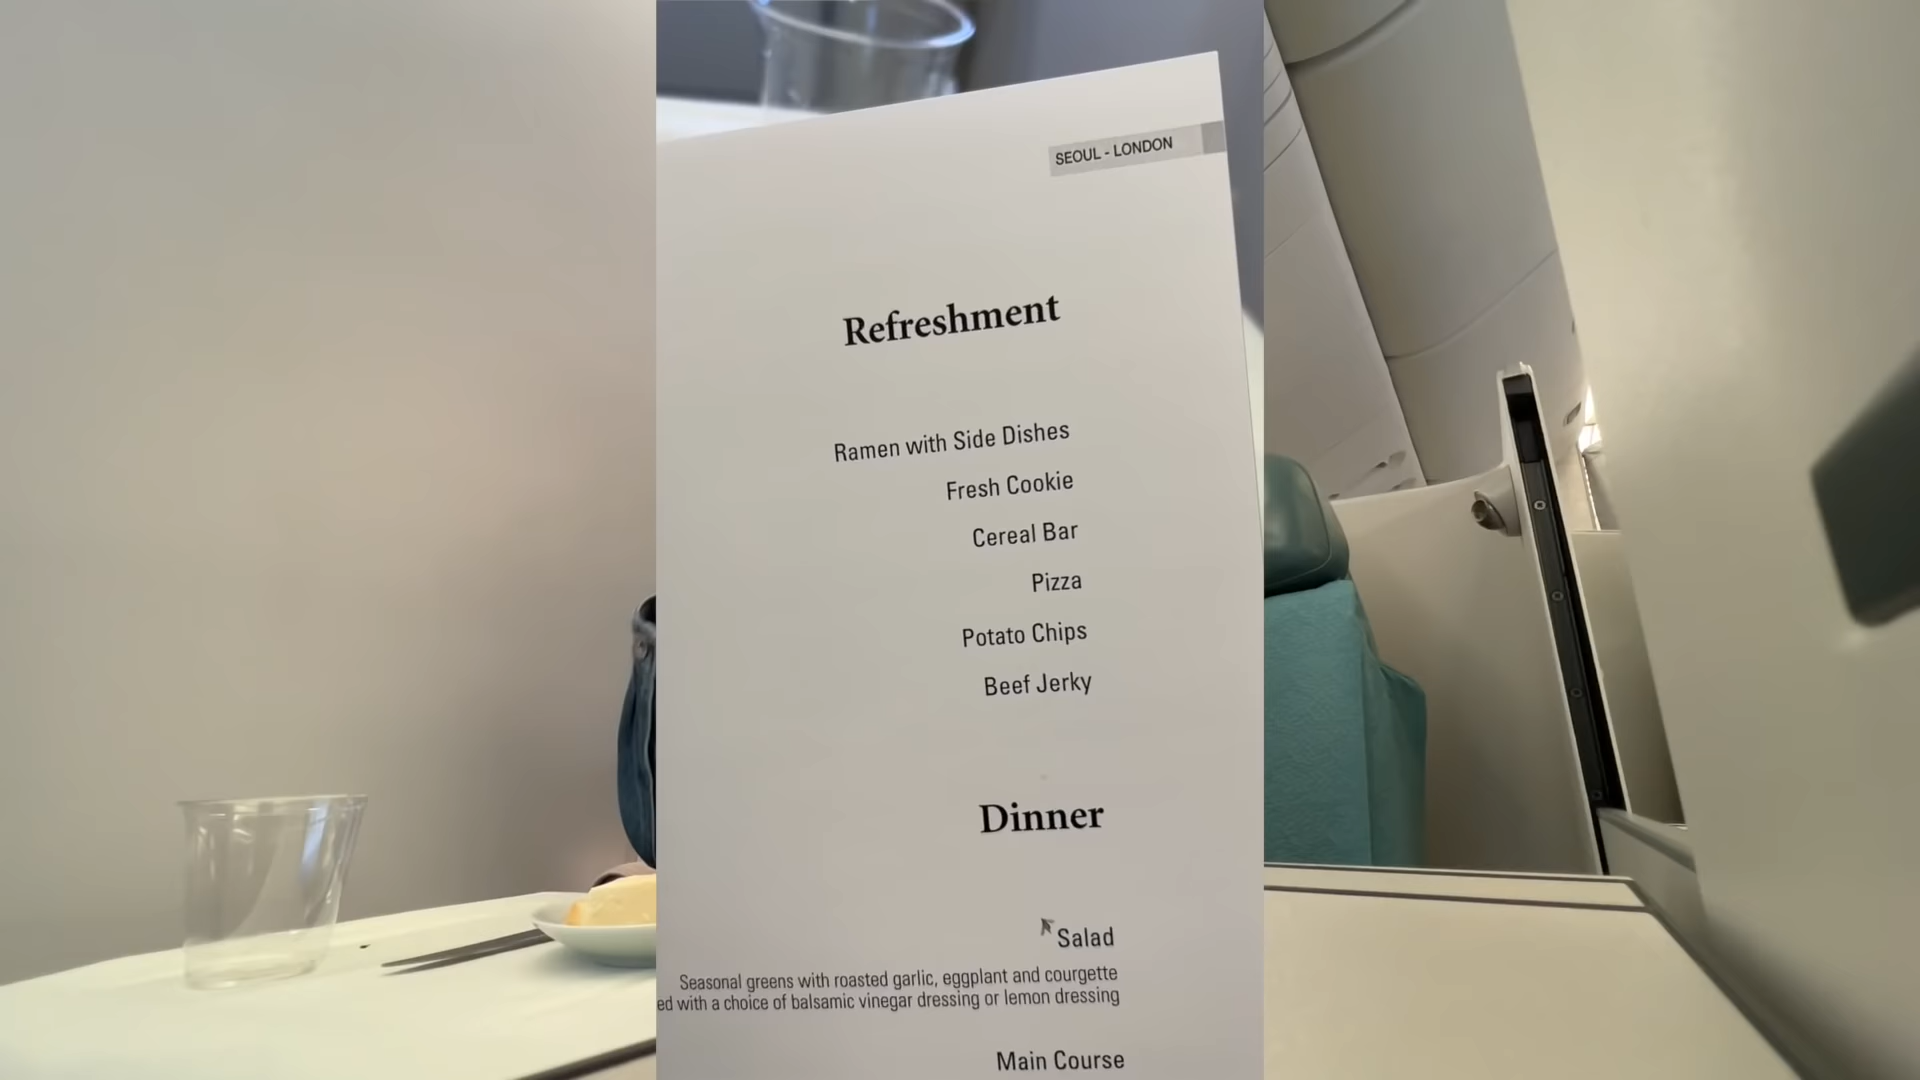 SEOUL - LONDON
Refreshment
Ramen with Side Dishes
Fresh Cookie
Cereal Bar
Pizza
Potato Chips
Beef Jerky
Dinner
Salad
Seasonal greens with roasted garlic, eggplant and courgette
ed with a choice of balsamic vinegar dressing or lemon dressing
Main Course